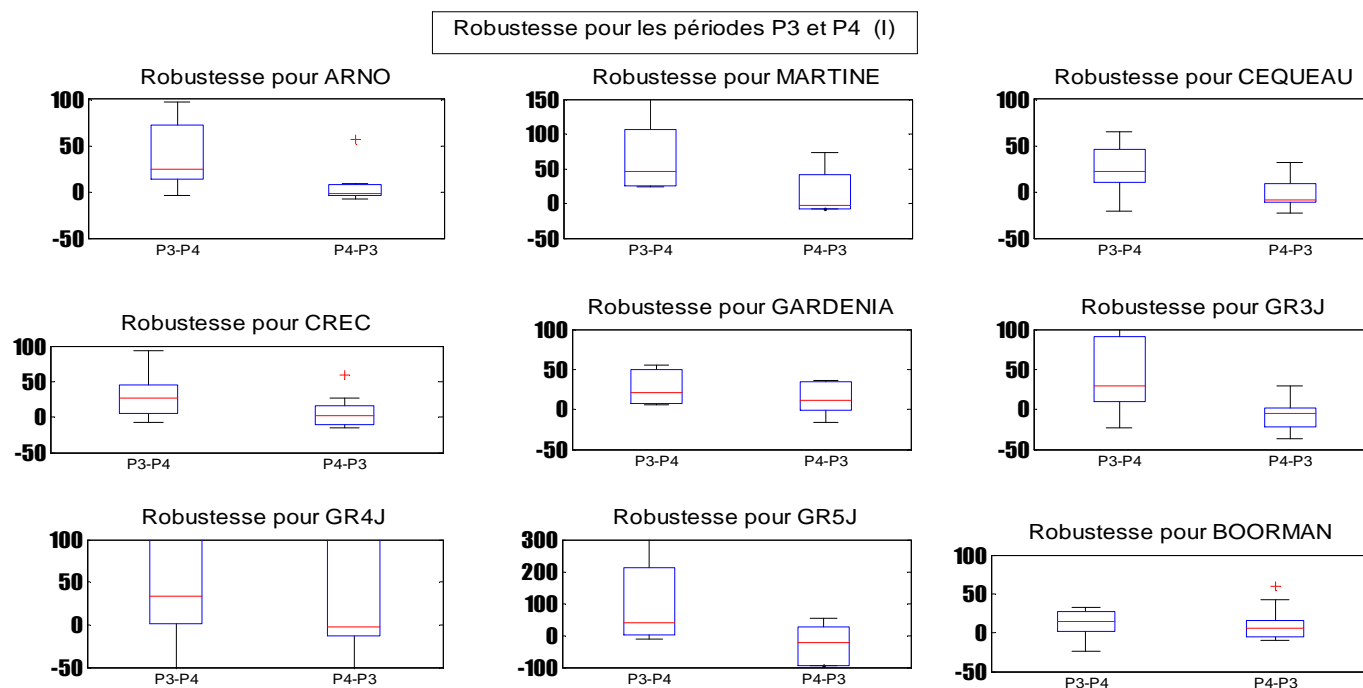 Robustesse pour les périodes P3 et P4 (I)
Robustesse pour ARNO
100
50
0
-50
P3-P4 P4-P3
Robustesse pour MARTINE
150
100
50
0
-50
P3-P4 P4-P3
Robustesse pour CEQUEAU
100
50
0
-50
P3-P4 P4-P3
Robustesse pour CREC
100
50
0
-50
P3-P4 P4-P3
Robustesse pour GARDENIA
100
50
0
-50
P3-P4 P4-P3
Robustesse pour GR3J
100
50
0
-50
P3-P4 P4-P3
Robustesse pour GR4J
100
50
0
-50
P3-P4 P4-P3
Robustesse pour GR5J
300
200
100
0
-100
P3-P4 P4-P3
Robustesse pour BOORMAN
100
50
0
-50
P3-P4 P4-P3